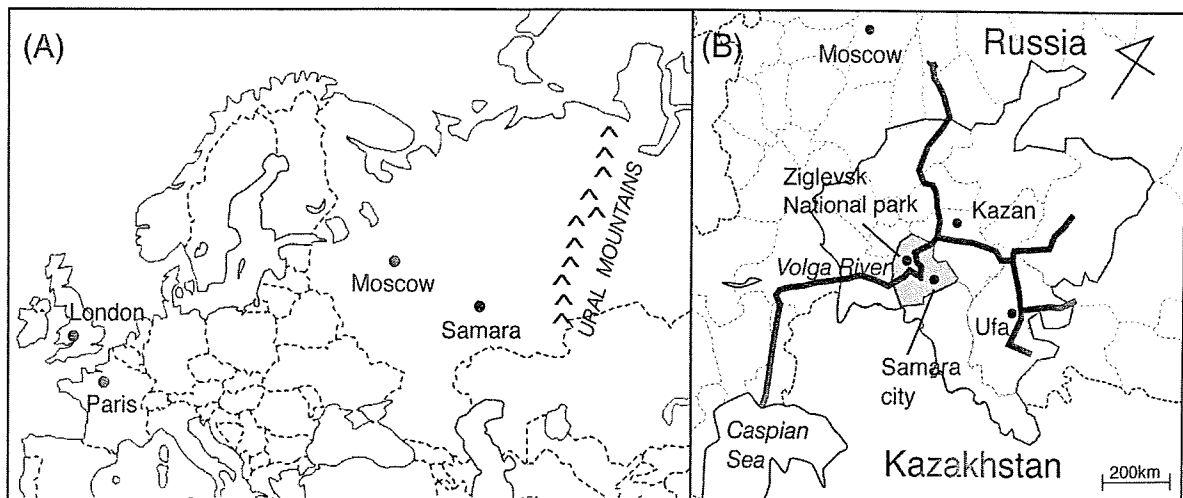 (A)
URAL MOUNTAINS
Moscow
Samara
London
Paris
(B)
Moscow
Russia
Ziglevsk
National park
Kazan
Volga River
Ufa
Samara
city
Caspian
Sea
Kazakhstan
200km